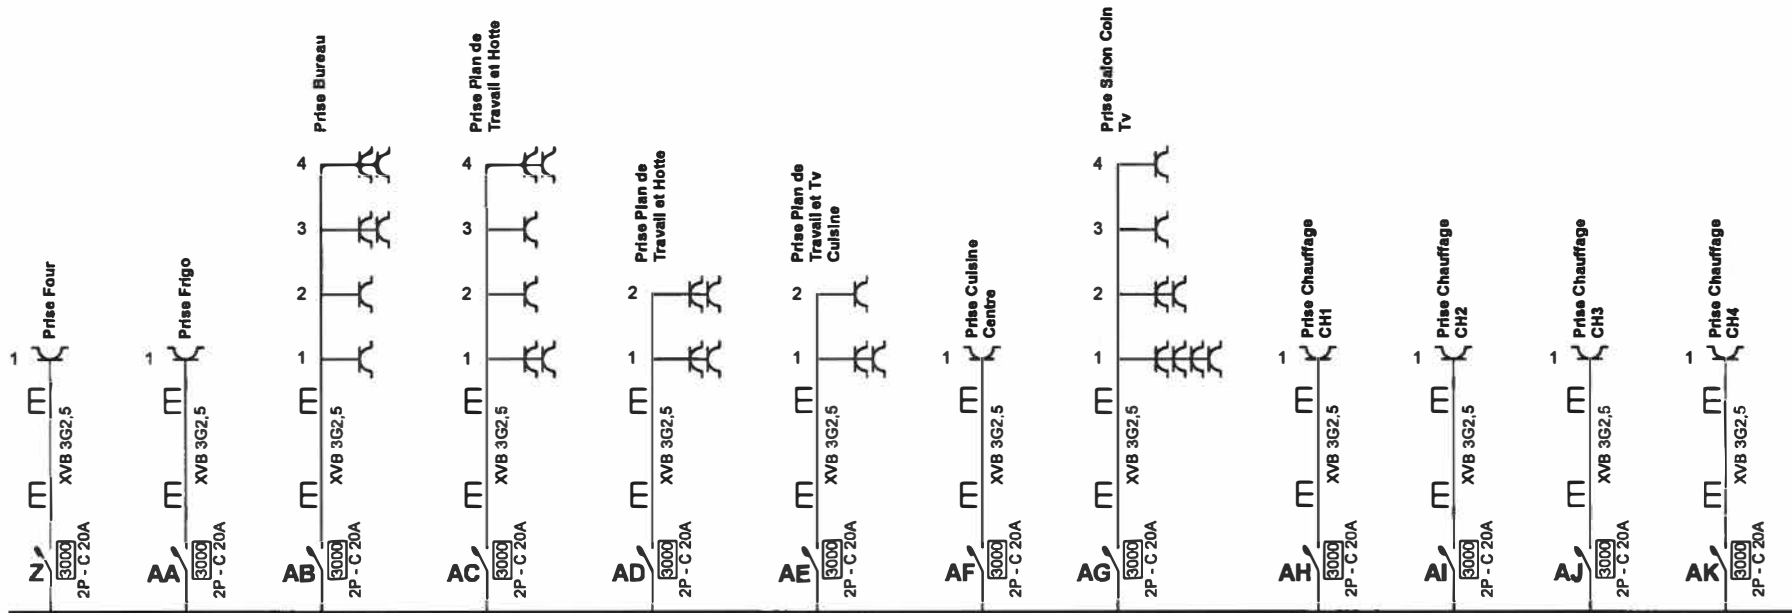 1
Prise Four
E
XVB 3G2,5
E
Z
3000
2P - C 20A
1
Prise Frigo
E
XVB 3G2,5
E
AA
3000
2P - C 20A
Prise Bureau
4
3
2
1
E
XVB 3G2,5
E
AB
3000
2P - C 20A
Prise Plan de
Travail et Hotte
4
3
2
1
E
XVB 3G2,5
E
AC
3000
2P - C 20A
Prise Plan de
Travail et Hotte
2
1
E
XVB 3G2,5
E
AD
3000
2P - C 20A
Prise Plan de
Travail et Tv
Cuisine
2
1
E
XVB 3G2,5
E
AE
3000
2P - C 20A
Prise Cuisine
Centre
1
E
XVB 3G2,5
E
AF
3000
2P - C 20A
Prise Salon Coin
Tv
4
3
2
1
E
XVB 3G2,5
E
AG
3000
2P - C 20A
Prise Chauffage
CH1
1
E
XVB 3G2,5
E
AH
3000
2P - C 20A
Prise Chauffage
CH2
1
E
XVB 3G2,5
E
AI
3000
2P - C 20A
Prise Chauffage
CH3
1
E
XVB 3G2,5
E
AJ
3000
2P - C 20A
Prise Chauffage
CH4
1
E
XVB 3G2,5
E
AK
3000
2P - C 20A